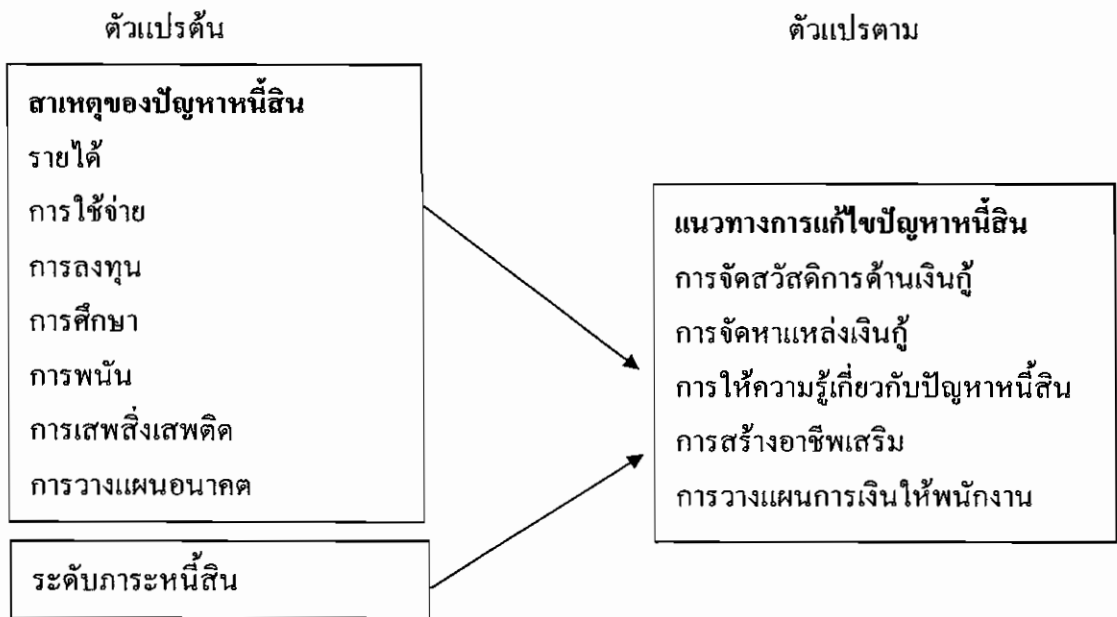 ตัวแปรต้น
ตัวแปรตาม
สาเหตุของปัญหาหนี้สิน
รายได้
การใช้จ่าย
การลงทุน
การศึกษา
การพนัน
การเสพสิ่งเสพติด
การวางแผนอนาคต
ระดับภาระหนี้สิน
แนวทางการแก้ไขปัญหาหนี้สิน
การจัดสวัสดิการด้านเงินกู้
การจัดหาแหล่งเงินกู้
การให้ความรู้เกี่ยวกับปัญหาหนี้สิน
การสร้างอาชีพเสริม
การวางแผนการเงินให้พนักงาน